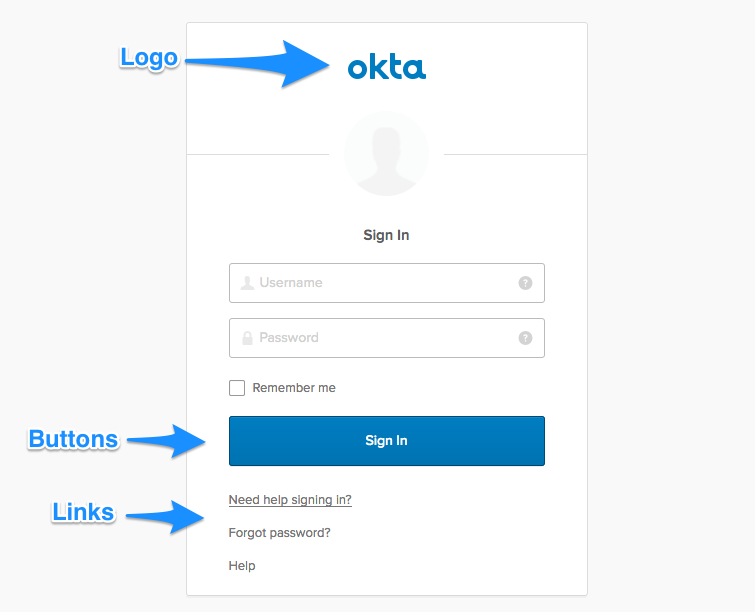 Logo
okta
Sign In
Username ?
Password ?
Remember me
Buttons
Sign In
Need help signing in?
Links
Forgot password?
Help